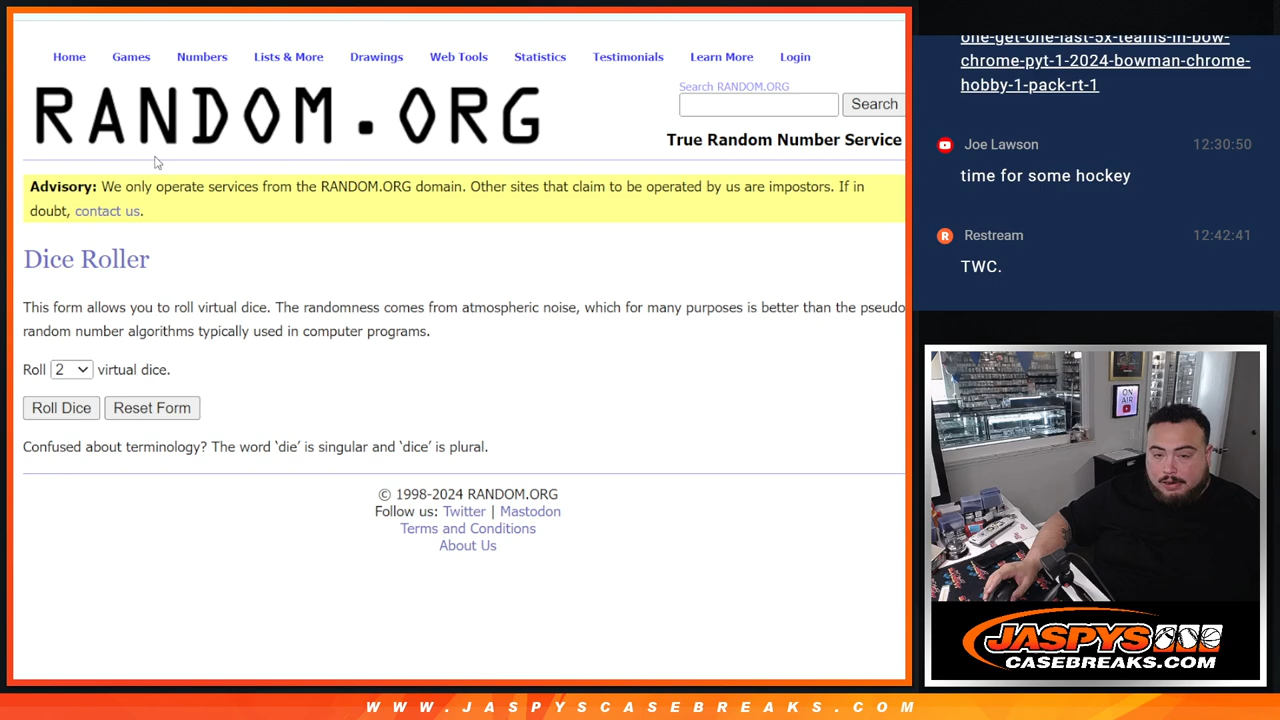 Home Games Numbers Lists & More Drawings Web Tools Statistics Testimonials Learn More Login
RANDOM.ORG
Search RANDOM.ORG
Search
True Random Number Service
Advisory: We only operate services from the RANDOM.ORG domain. Other sites that claim to be operated by us are impostors. If in
doubt, contact us.
Dice Roller
This form allows you to roll virtual dice. The randomness comes from atmospheric noise, which for many purposes is better than the pseudo
random number algorithms typically used in computer programs.
Roll 2 virtual dice.
Roll Dice Reset Form
Confused about terminology? The word ‘die’ is singular and ‘dice’ is plural.
© 1998-2024 RANDOM.ORG
Follow us: Twitter | Mastodon
Terms and Conditions
About Us
one-get-one-last-5x-teams-in-bow-
chrome-pyt-1-2024-bowman-chrome-
hobby-1-pack-rt-1
Joe Lawson 12:30:50
time for some hockey
R Restream 12:42:41
TWC.
ON
AIR
JASPYS
CASEBREAKS.COM
WWW.JASPYSCASEBREAKS.COM